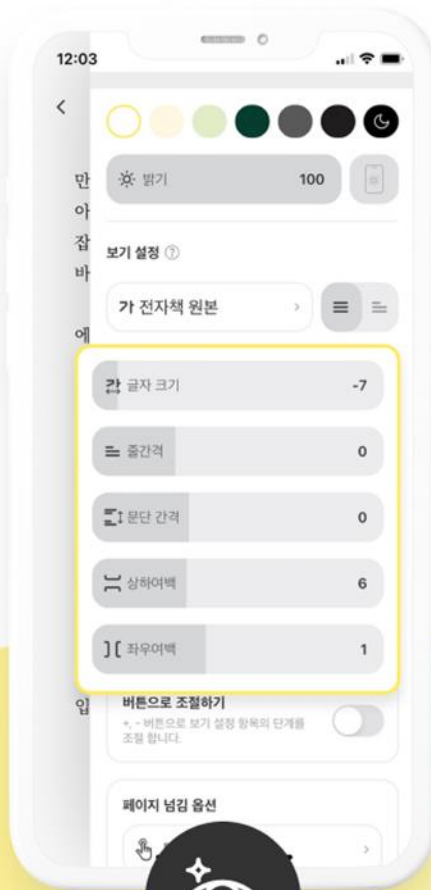 12:03
만
아
잡
바
에
입
밝기 100
보기 설정 ?
가 전자책 원본
글자 크기 -7
줄간격 0
문단 간격 0
상하여백 6
좌우여백 1
버튼으로 조절하기
+, - 버튼으로 보기 설정 항목의 단계를
조절 합니다.
페이지 넘김 옵션